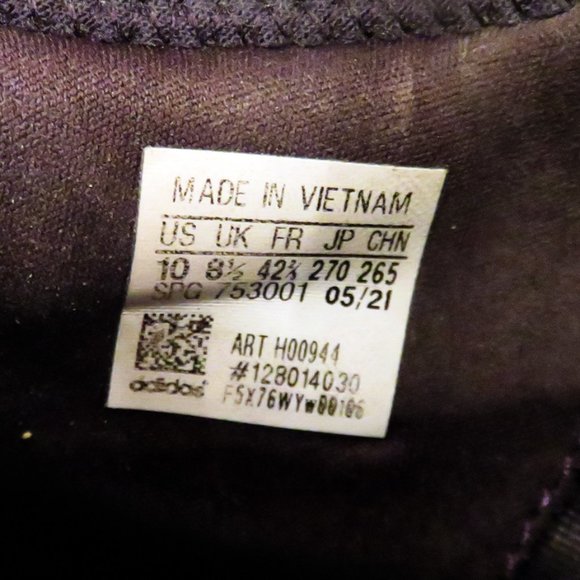 MADE IN VIETNAM
US UK FR JP CHN
10 8½ 42⅔ 270 265
SPG 753001 05/21
ART H00944
#128014030
adidas